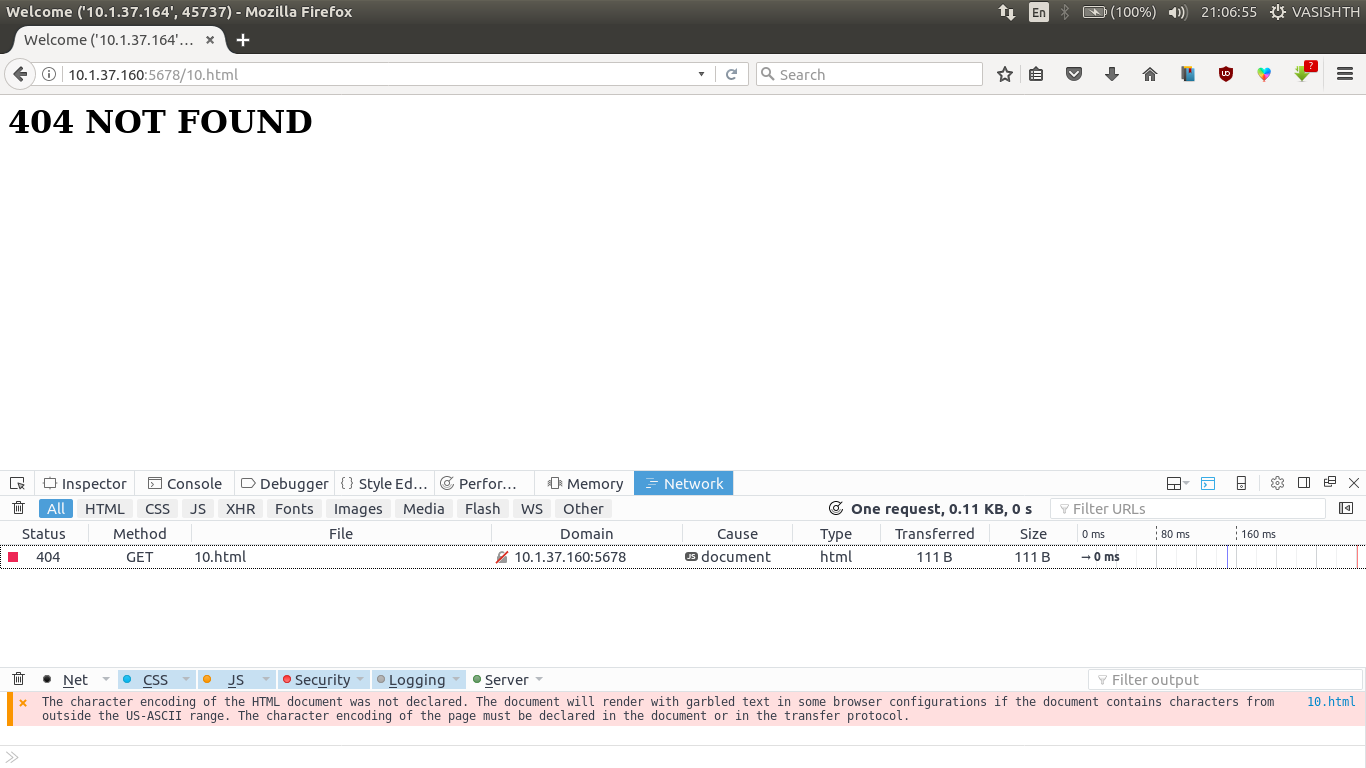 Welcome ('10.1.37.164', 45737) - Mozilla Firefox
En
(100%)
21:06:55
VASISHTH
Welcome ('10.1.37.164'...
10.1.37.160:5678/10.html
Search
?
404 NOT FOUND
Inspector
Console
Debugger
Style Ed...
Perfor...
Memory
Network
All
HTML
CSS
JS
XHR
Fonts
Images
Media
Flash
WS
Other
One request, 0.11 KB, 0 s
Filter URLs
Status
Method
File
Domain
Cause
Type
Transferred
Size
0 ms
80 ms
160 ms
404
GET
10.html
10.1.37.160:5678
JS
document
html
111 B
111 B
→ 0 ms
Net
CSS
JS
Security
Logging
Server
Filter output
The character encoding of the HTML document was not declared. The document will render with garbled text in some browser configurations if the document contains characters from
10.html
outside the US-ASCII range. The character encoding of the page must be declared in the document or in the transfer protocol.